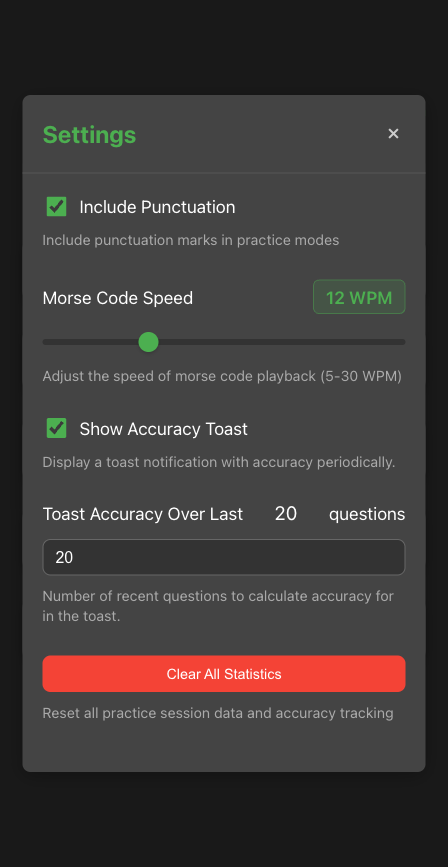 Settings ×
Include Punctuation
Include punctuation marks in practice modes
Morse Code Speed 12 WPM
Adjust the speed of morse code playback (5-30 WPM)
Show Accuracy Toast
Display a toast notification with accuracy periodically.
Toast Accuracy Over Last 20 questions
20
Number of recent questions to calculate accuracy for
in the toast.
Clear All Statistics
Reset all practice session data and accuracy tracking